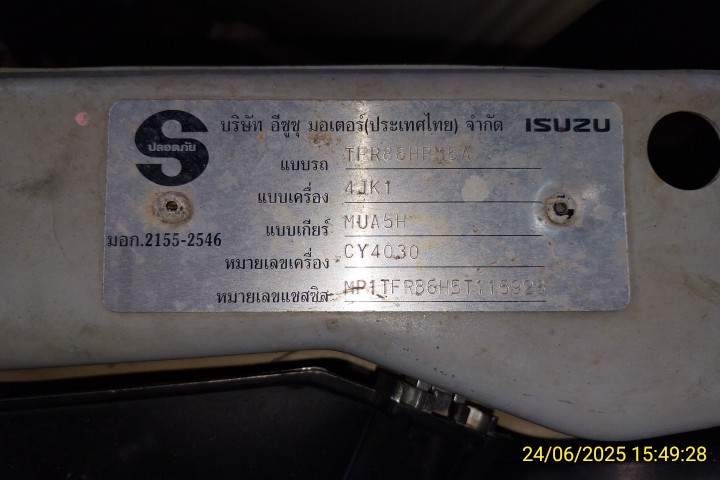 บริษัท อีซูซุ มอเตอร์(ประเทศไทย) จำกัด ISUZU
S
ปลอดภัย
แบบรถ
แบบเครื่อง 4JK1
แบบเกียร์ MUA5H
มอก.2155-2546
หมายเลขเครื่อง CY4030
หมายเลขแชสซิส
24/06/2025 15:49:28